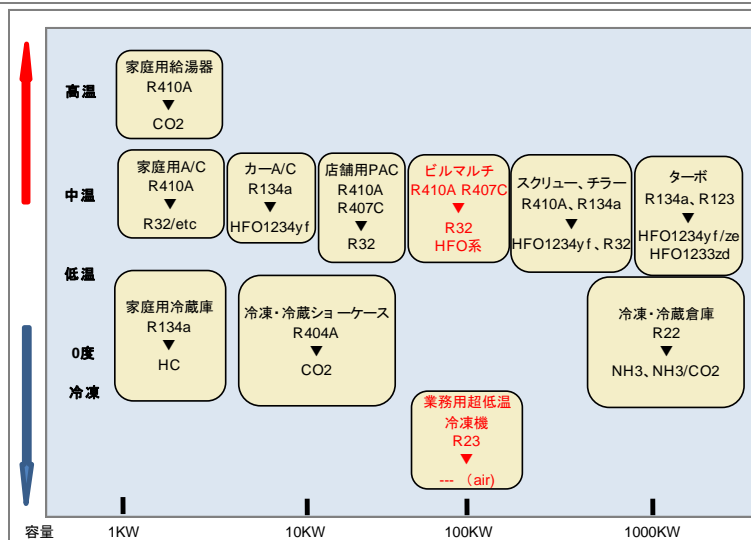 高温
家庭用給湯器
R410A
▼
CO2
中温
家庭用A/C
R410A
▼
R32/etc
カーA/C
R134a
▼
HFO1234yf
店舗用PAC
R410A
R407C
▼
R32
ビルマルチ
R410A R407C
▼
R32
HFO系
スクリュー、チラー
R410A、R134a
▼
HFO1234yf、R32
ターボ
R134a、R123
▼
HFO1234yf/ze
HFO1233zd
低温
0度
冷凍
家庭用冷蔵庫
R134a
▼
HC
冷凍・冷蔵ショーケース
R404A
▼
CO2
冷凍・冷蔵倉庫
R22
▼
NH3、NH3/CO2
業務用超低温
冷凍機
R23
▼
--- (air)
容量
1KW
10KW
100KW
1000KW